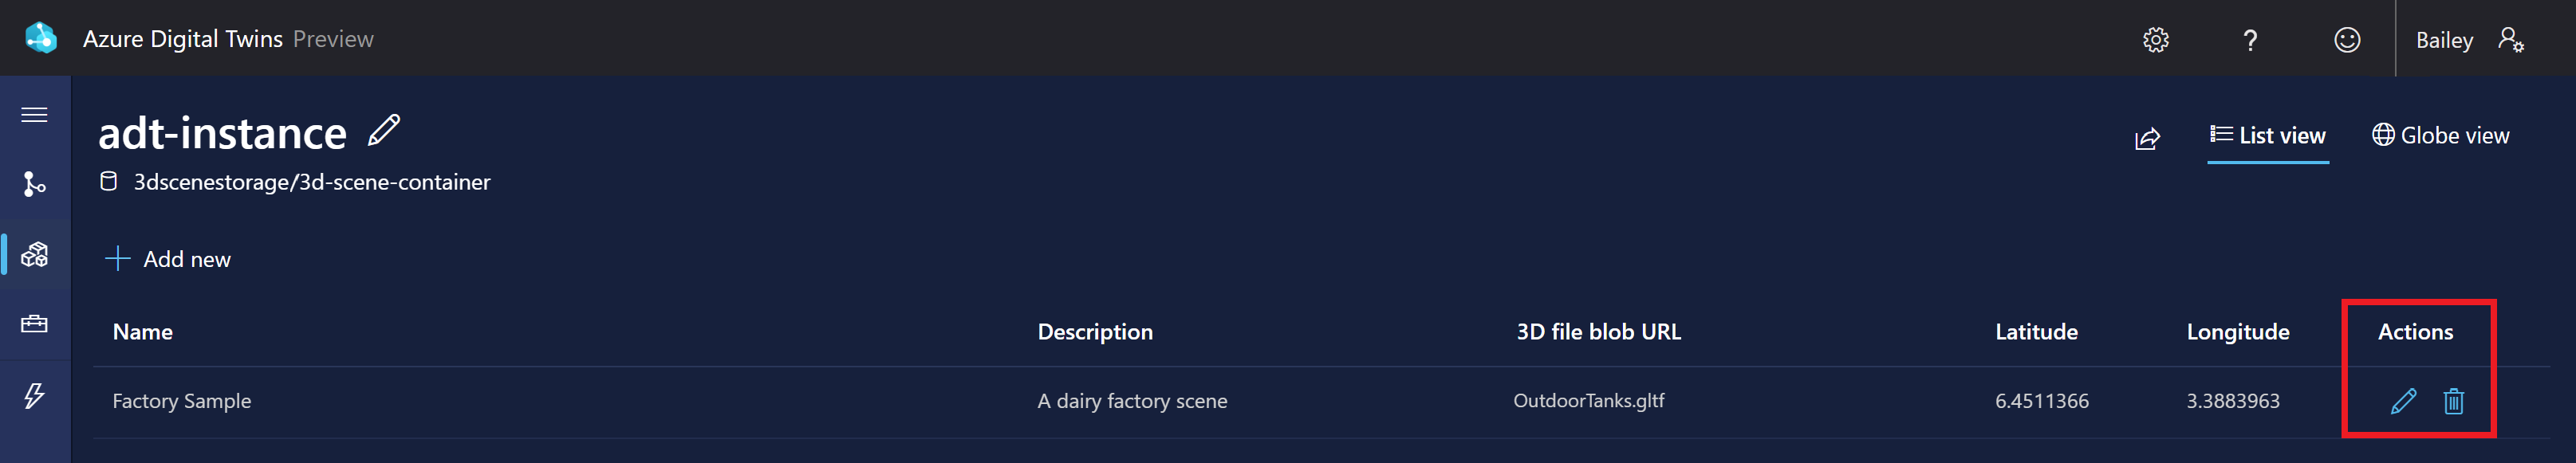 Azure Digital Twins Preview
? Bailey
adt-instance
3dscenestorage/3d-scene-container
List view Globe view
Add new
Name Description 3D file blob URL Latitude Longitude Actions
Factory Sample A dairy factory scene OutdoorTanks.gltf 6.4511366 3.3883963